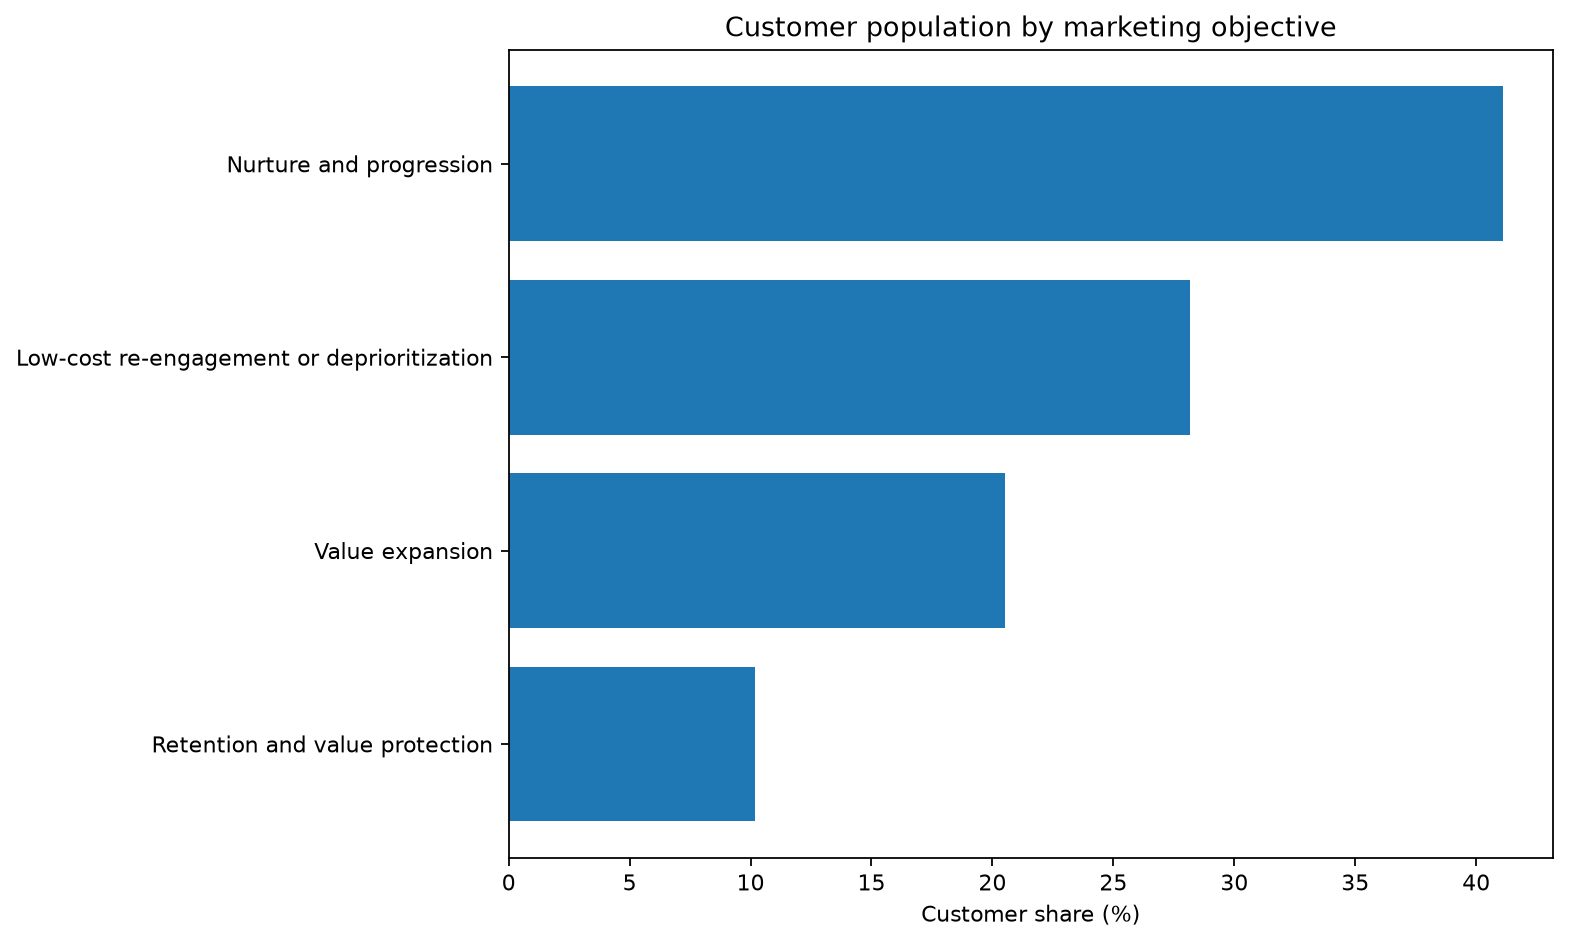 Customer population by marketing objective
Nurture and progression
Low-cost re-engagement or deprioritization
Value expansion
Retention and value protection
0 5 10 15 20 25 30 35 40
Customer share (%)